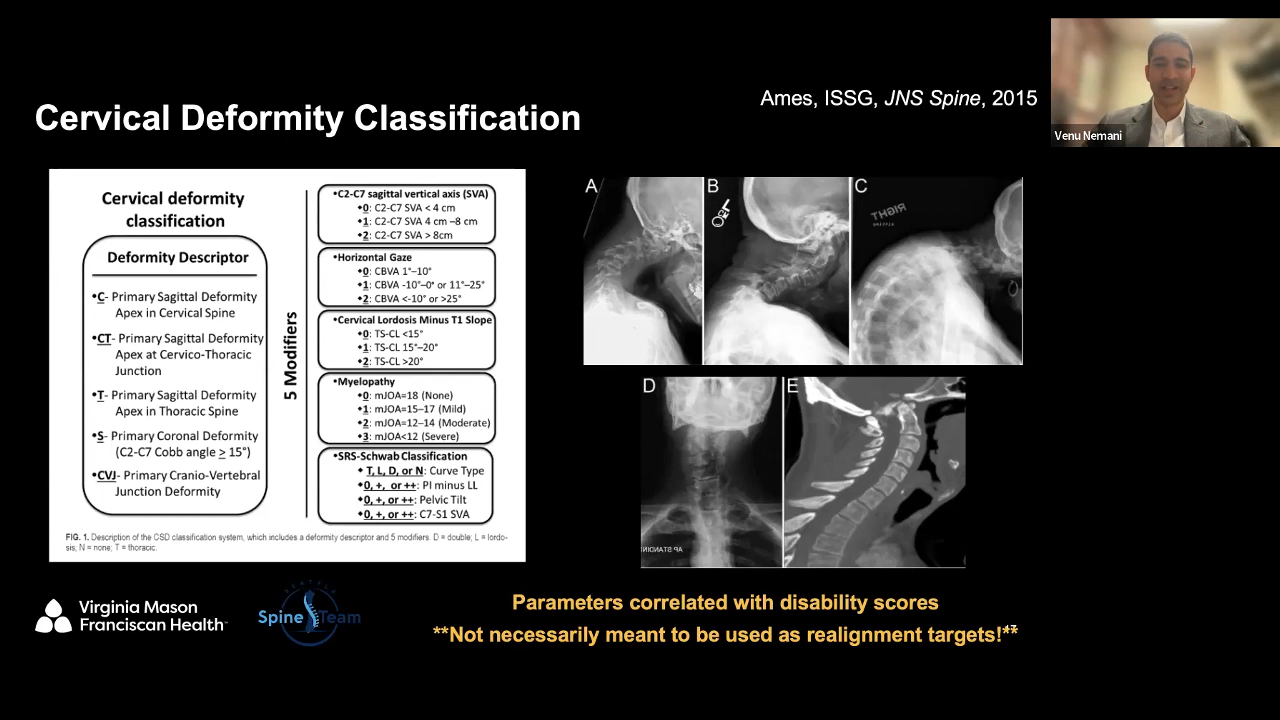 Cervical Deformity Classification
Ames, ISSG, JNS Spine, 2015
Venu Nemani
Cervical deformity
classification
Deformity Descriptor
•C- Primary Sagittal Deformity
Apex in Cervical Spine
•CT- Primary Sagittal Deformity
Apex at Cervico-Thoracic
Junction
•T- Primary Sagittal Deformity
Apex in Thoracic Spine
•S- Primary Coronal Deformity
(C2-C7 Cobb angle ≥ 15°)
•CVJ- Primary Cranio-Vertebral
Junction Deformity
5 Modifiers
•C2-C7 sagittal vertical axis (SVA)
◆0: C2-C7 SVA < 4 cm
◆1: C2-C7 SVA 4 cm –8 cm
◆2: C2-C7 SVA > 8cm
•Horizontal Gaze
◆0: CBVA 1°–10°
◆1: CBVA -10°–0° or 11°–25°
◆2: CBVA <-10° or >25°
•Cervical Lordosis Minus T1 Slope
◆0: TS-CL <15°
◆1: TS-CL 15°–20°
◆2: TS-CL >20°
•Myelopathy
◆0: mJOA=18 (None)
◆1: mJOA=15–17 (Mild)
◆2: mJOA=12–14 (Moderate)
◆3: mJOA<12 (Severe)
•SRS-Schwab Classification
◆ T, L, D, or N: Curve Type
◆0, +, or ++: PI minus LL
◆0, +, or ++: Pelvic Tilt
◆0, +, or ++: C7-S1 SVA
FIG. 1. Description of the CSD classification system, which includes a deformity descriptor and 5 modifiers. D = double; L = lordo-
sis; N = none; T = thoracic.
A
B
C
RIGHT
D
E
AP STANDING
Virginia Mason
Franciscan Health
SEATTLE
Spine Team
Parameters correlated with disability scores
**Not necessarily meant to be used as realignment targets!**
17